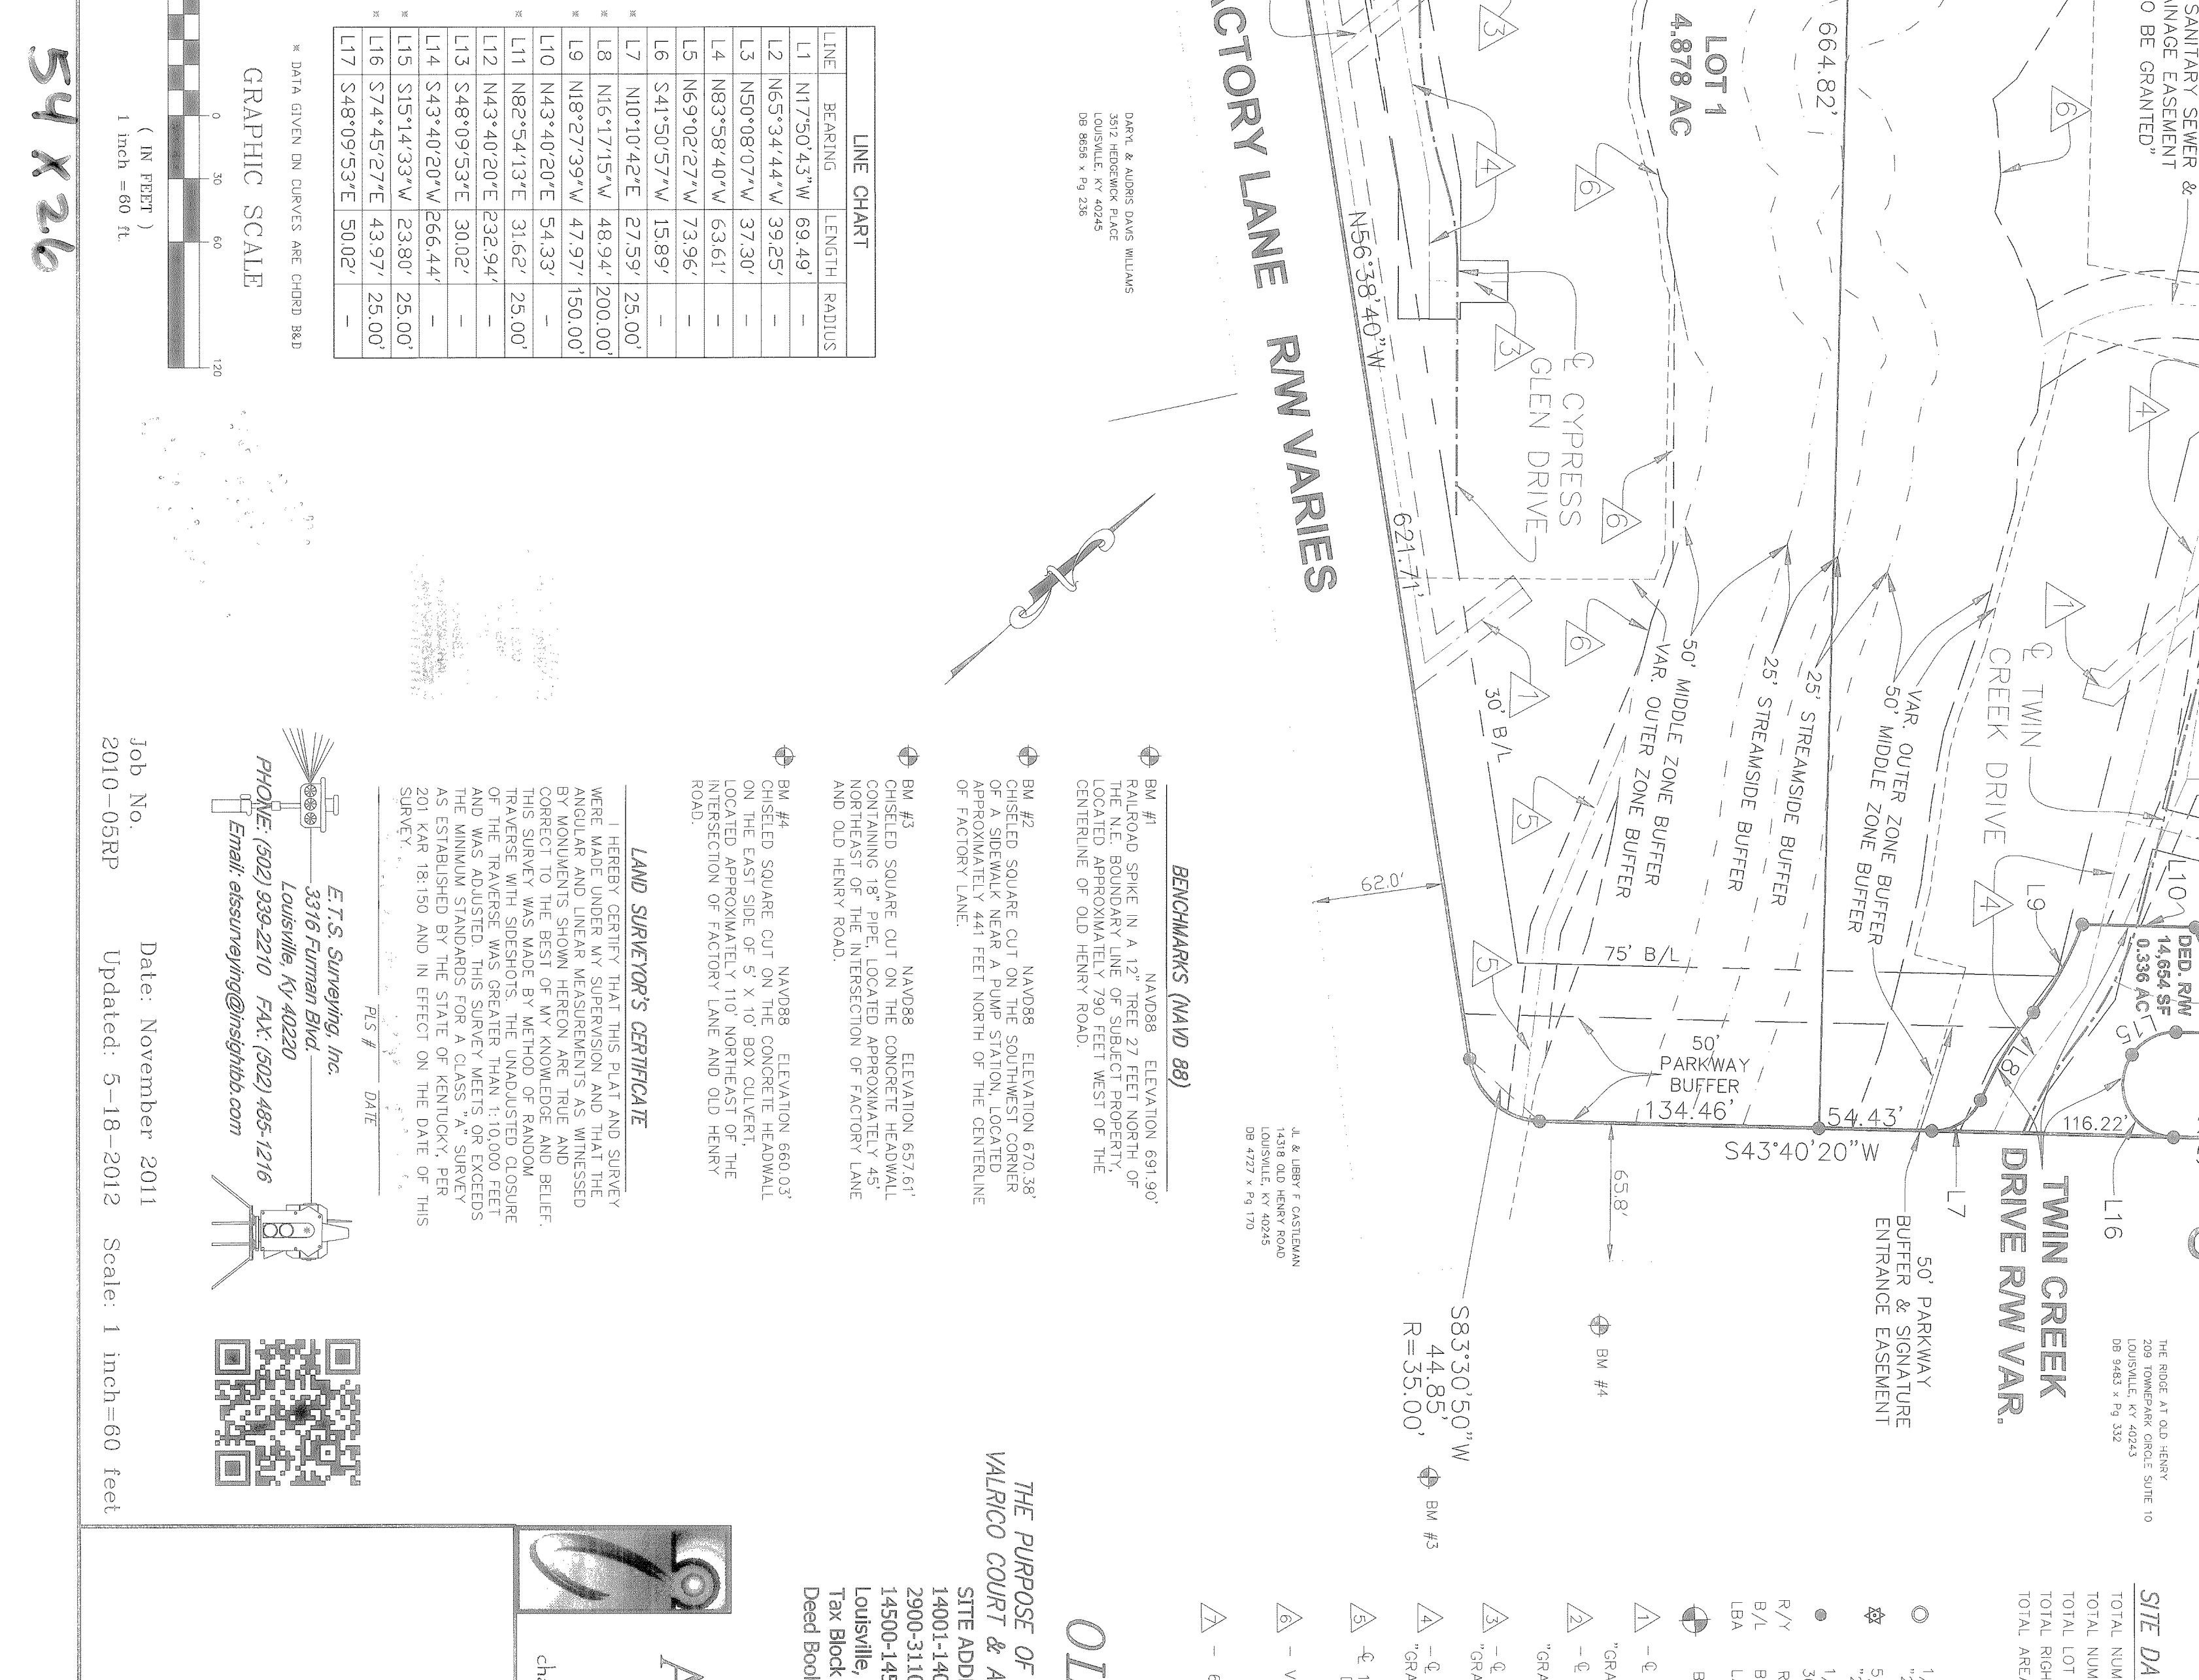 SANITARY SEWER &
EASEMENT
O BE GRANTED"
664.82'
LOT 1
4.878 AC
ACTORY LANE R/W VARIES
N56°38'40"W
621.71'
℄ CYPRESS
GLEN DRIVE
℄ TWIN
CREEK DRIVE
50' MIDDLE ZONE BUFFER
VAR. OUTER ZONE BUFFER
25' STREAMSIDE BUFFER
25' STREAMSIDE BUFFER
VAR. OUTER ZONE BUFFER
50' MIDDLE ZONE BUFFER
30' B/L
75' B/L
62.0'
50'
PARKWAY
BUFFER
134.46'
54.43'
116.22'
S43°40'20"W
65.8'
L10
L9
L8
L15
L7
L16
DED. R/W
14,654 SF
0.336 AC
TWIN CREEK
DRIVE R/W VAR.
50' PARKWAY
BUFFER & SIGNATURE
ENTRANCE EASEMENT
S83°30'50"W
44.85'
R=35.00'
BM #4
BM #3
THE RIDGE AT OLD HENRY
209 TOWNEPARK CIRCLE SUTIE 10
LOUISVILLE, KY 40243
DB 9483 x Pg 332
JL & LIBBY F CASTLEMAN
14318 OLD HENRY ROAD
LOUISVILLE, KY 40245
DB 4727 x Pg 170
DARYL & AUDRIS DAVIS WILLIAMS
3512 HEDGEWICK PLACE
LOUISVILLE, KY 40245
DB 8656 x Pg 236
LINE CHART
LINE BEARING LENGTH RADIUS
L1 N17°50'43"W 69.49' –
L2 N65°34'44"W 39.25' –
L3 N50°08'07"W 37.30' –
L4 N83°58'40"W 63.61' –
L5 N69°02'27"W 73.96' –
L6 S41°50'57"W 15.89' –
* L7 N10°10'42"E 27.59' 25.00'
* L8 N16°17'15"W 48.94' 200.00'
* L9 N18°27'39"W 47.97' 150.00'
L10 N43°40'20"E 54.33' –
* L11 N82°54'13"E 31.62' 25.00'
L12 N43°40'20"E 232.94' –
L13 S48°09'53"E 30.02' –
L14 S43°40'20"W 266.44' –
* L15 S15°14'33"W 23.80' 25.00'
* L16 S74°45'27"E 43.97' 25.00'
L17 S48°09'53"E 50.02' –
* DATA GIVEN ON CURVES ARE CHORD B&D
GRAPHIC SCALE
0 30 60 120
( IN FEET )
1 inch = 60 ft.
54 X 26
BENCHMARKS (NAVD 88)
BM #1 NAVD88 ELEVATION 691.90'
RAILROAD SPIKE IN A 12" TREE 27 FEET NORTH OF
THE N.E. BOUNDARY LINE OF SUBJECT PROPERTY,
LOCATED APPROXIMATELY 790 FEET WEST OF THE
CENTERLINE OF OLD HENRY ROAD.
BM #2 NAVD88 ELEVATION 670.38'
CHISELED SQUARE CUT ON THE SOUTHWEST CORNER
OF A SIDEWALK NEAR A PUMP STATION, LOCATED
APPROXIMATELY 441 FEET NORTH OF THE CENTERLINE
OF FACTORY LANE.
BM #3 NAVD88 ELEVATION 657.61'
CHISELED SQUARE CUT ON THE CONCRETE HEADWALL
CONTAINING 18" PIPE, LOCATED APPROXIMATELY 45'
NORTHEAST OF THE INTERSECTION OF FACTORY LANE
AND OLD HENRY ROAD.
BM #4 NAVD88 ELEVATION 660.03'
CHISELED SQUARE CUT ON THE CONCRETE HEADWALL
ON THE EAST SIDE OF 5' X 10' BOX CULVERT,
LOCATED APPROXIMATELY 110' NORTHEAST OF THE
INTERSECTION OF FACTORY LANE AND OLD HENRY
ROAD.
LAND SURVEYOR'S CERTIFICATE
I HEREBY CERTIFY THAT THIS PLAT AND SURVEY
WERE MADE UNDER MY SUPERVISION AND THAT THE
ANGULAR AND LINEAR MEASUREMENTS AS WITNESSED
BY MONUMENTS SHOWN HEREON ARE TRUE AND
CORRECT TO THE BEST OF MY KNOWLEDGE AND BELIEF.
THIS SURVEY WAS MADE BY METHOD OF RANDOM
TRAVERSE WITH SIDESHOTS. THE UNADJUSTED CLOSURE
OF THE TRAVERSE WAS GREATER THAN 1:10,000 FEET
AND WAS ADJUSTED. THIS SURVEY MEETS OR EXCEEDS
THE MINIMUM STANDARDS FOR A CLASS "A" SURVEY
AS ESTABLISHED BY THE STATE OF KENTUCKY, PER
201 KAR 18:150 AND IN EFFECT ON THE DATE OF THIS
SURVEY.
PLS # DATE
E.T.S. Surveying, Inc.
3316 Furman Blvd.
Louisville, Ky 40220
PHONE: (502) 939-2210 FAX: (502) 485-1216
Email: etssurveying@insightbb.com
Job No. Date: November 2011
2010-05RP Updated: 5-18-2012 Scale: 1 inch=60 feet
THE PURPOSE OF
VALRICO COURT & A
SITE ADD
14001-140
2900-3110
14500-145
Louisville,
Tax Block
Deed Bool
OL
SITE DA
TOTAL NUM
TOTAL NUM
TOTAL LOT
TOTAL RIGH
TOTAL AREA
R/Y
B/L
LBA
1 - ℄
"GRA
2 - ℄
"GRA
3 - ℄
"GRA
4 - ℄
"GRA
5 - ℄ 1
6 - V
7 - 6
A
cha